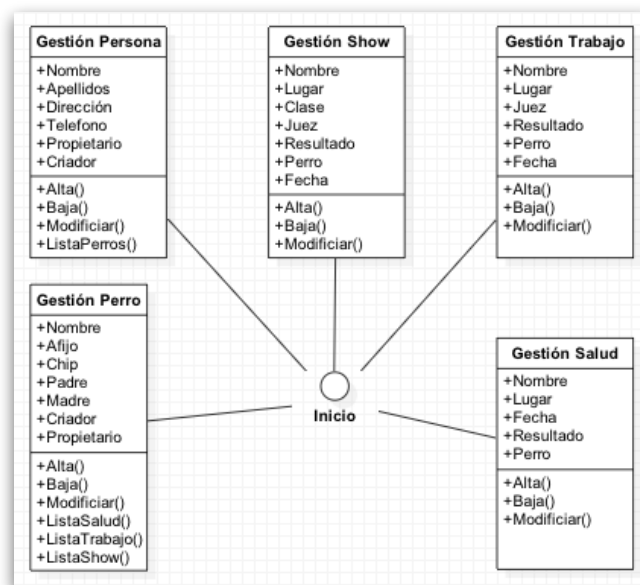 Gestión Persona
+Nombre
+Apellidos
+Dirección
+Telefono
+Propietario
+Criador
+Alta()
+Baja()
+Modificiar()
+ListaPerros()
Gestión Show
+Nombre
+Lugar
+Clase
+Juez
+Resultado
+Perro
+Fecha
+Alta()
+Baja()
+Modificiar()
Gestión Trabajo
+Nombre
+Lugar
+Juez
+Resultado
+Perro
+Fecha
+Alta()
+Baja()
+Modificiar()
Gestión Perro
+Nombre
+Afijo
+Chip
+Padre
+Madre
+Criador
+Propietario
+Alta()
+Baja()
+Modificiar()
+ListaSalud()
+ListaTrabajo()
+ListaShow()
Inicio
Gestión Salud
+Nombre
+Lugar
+Fecha
+Resultado
+Perro
+Alta()
+Baja()
+Modificiar()